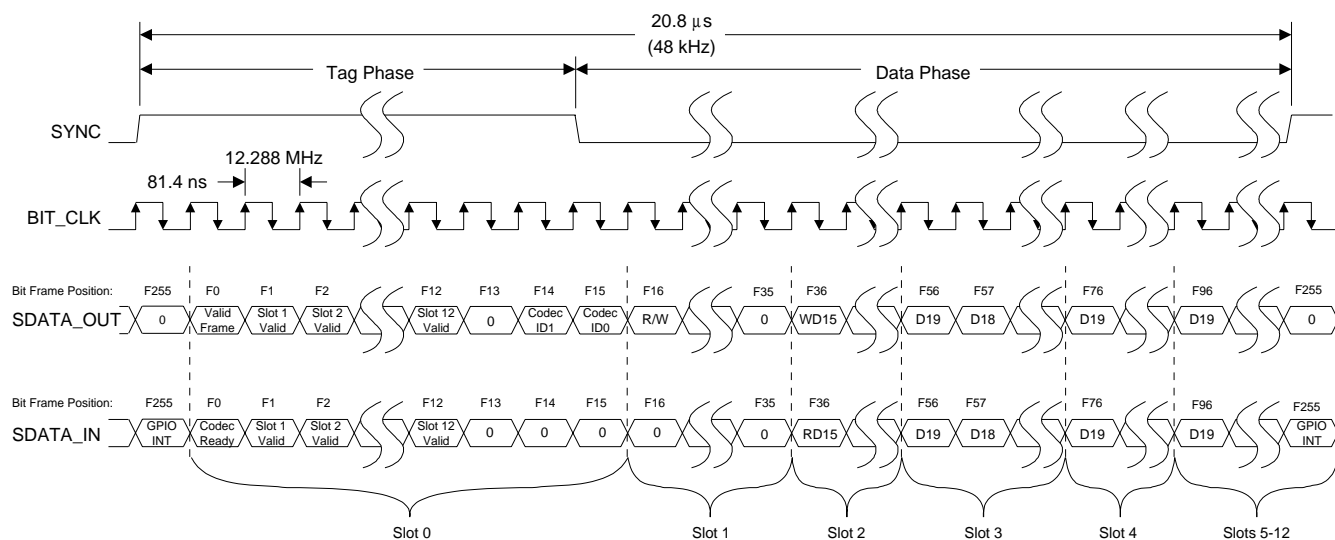 20.8 μs
(48 kHz)
Tag Phase
Data Phase
SYNC
12.288 MHz
81.4 ns
BIT_CLK
Bit Frame Position: F255 F0 F1 F2 F12 F13 F14 F15 F16 F35 F36 F56 F57 F76 F96 F255
SDATA_OUT 0 Valid Frame Slot 1 Valid Slot 2 Valid Slot 12 Valid 0 Codec ID1 Codec ID0 R/W 0 WD15 D19 D18 D19 D19 0
Bit Frame Position: F255 F0 F1 F2 F12 F13 F14 F15 F16 F35 F36 F56 F57 F76 F96 F255
SDATA_IN GPIO INT Codec Ready Slot 1 Valid Slot 2 Valid Slot 12 Valid 0 0 0 0 0 RD15 D19 D18 D19 D19 GPIO INT
Slot 0 Slot 1 Slot 2 Slot 3 Slot 4 Slots 5-12